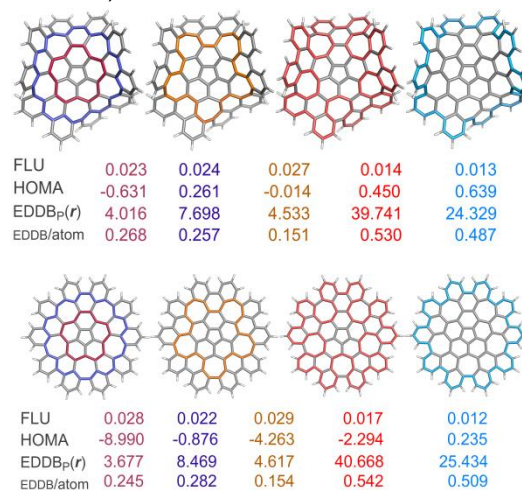 FLU 0.023 0.024 0.027 0.014 0.013
HOMA -0.631 0.261 -0.014 0.450 0.639
EDDBP(r) 4.016 7.698 4.533 39.741 24.329
EDDB/atom 0.268 0.257 0.151 0.530 0.487
FLU 0.028 0.022 0.029 0.017 0.012
HOMA -8.990 -0.876 -4.263 -2.294 0.235
EDDBP(r) 3.677 8.469 4.617 40.668 25.434
EDDB/atom 0.245 0.282 0.154 0.542 0.509